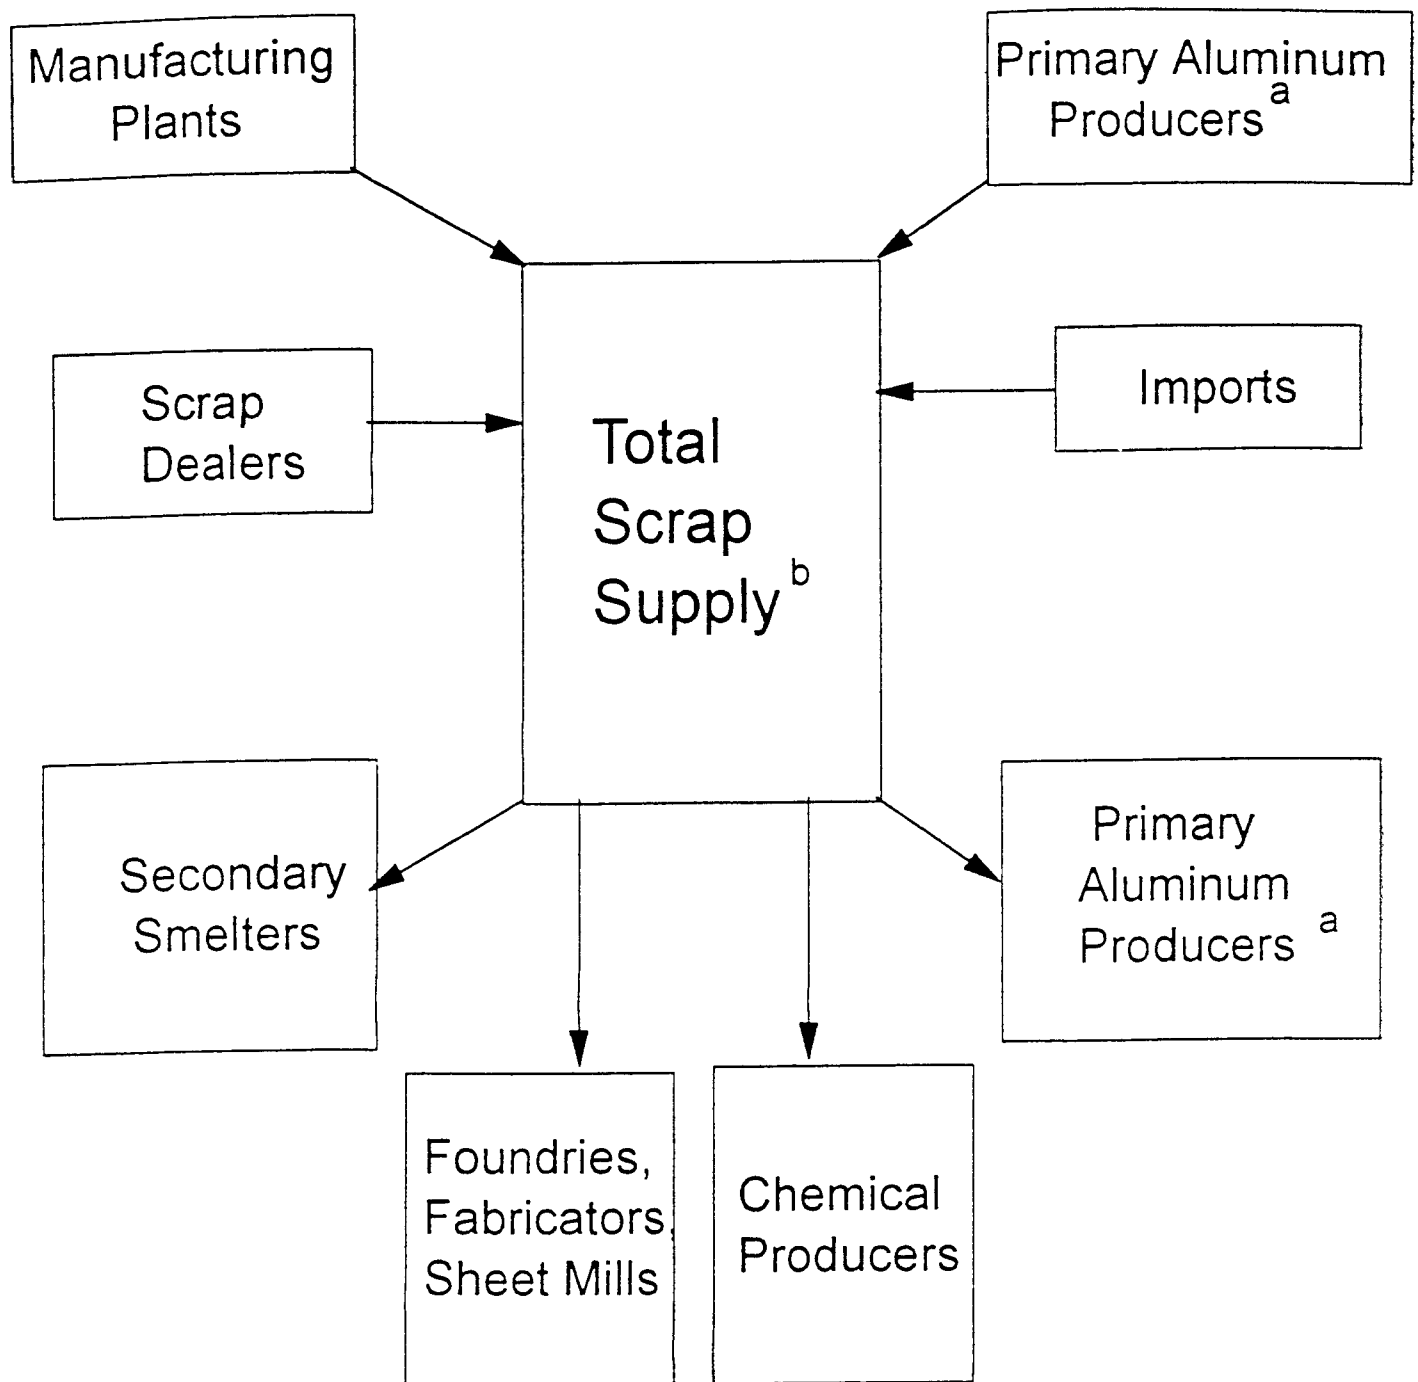 Manufacturing
Plants
Primary Aluminum
Producers a
Scrap
Dealers
Imports
Total
Scrap
Supply b
Secondary
Smelters
Primary
Aluminum
Producers a
Foundries,
Fabricators,
Sheet Mills
Chemical
Producers